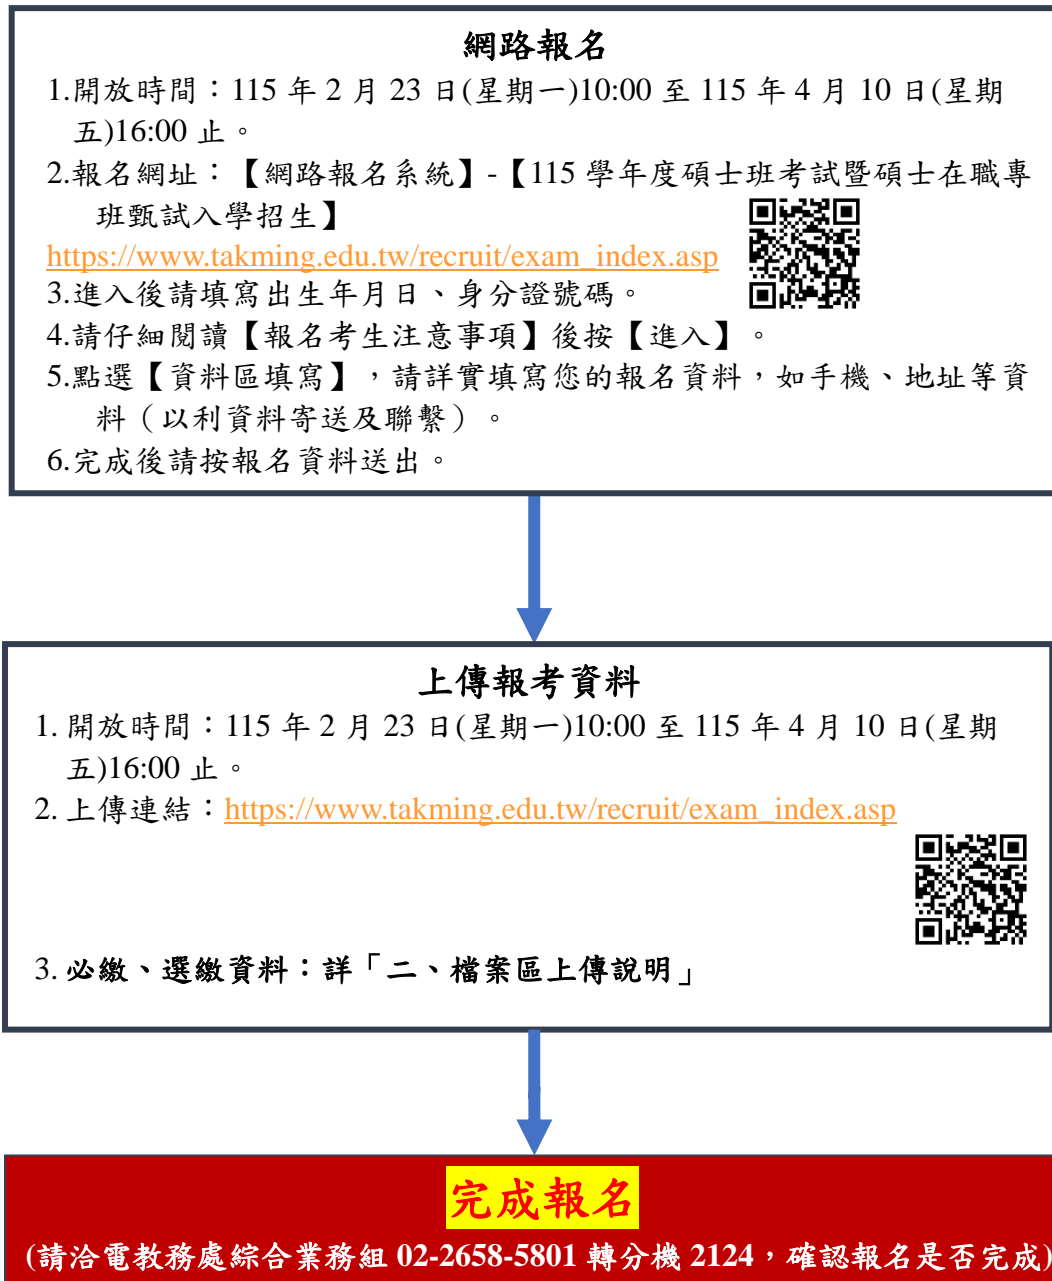 網路報名
1.開放時間：115 年 2 月 23 日(星期一)10:00 至 115 年 4 月 10 日(星期
五)16:00 止。
2.報名網址：【網路報名系統】-【115 學年度碩士班考試暨碩士在職專
班甄試入學招生】
https://www.takming.edu.tw/recruit/exam_index.asp
3.進入後請填寫出生年月日、身分證號碼。
4.請仔細閱讀【報名考生注意事項】後按【進入】。
5.點選【資料區填寫】，請詳實填寫您的報名資料，如手機、地址等資
料（以利資料寄送及聯繫）。
6.完成後請按報名資料送出。
上傳報考資料
1. 開放時間：115 年 2 月 23 日(星期一)10:00 至 115 年 4 月 10 日(星期
五)16:00 止。
2. 上傳連結：https://www.takming.edu.tw/recruit/exam_index.asp
3. 必繳、選繳資料：詳「二、檔案區上傳說明」
完成報名
(請洽電教務處綜合業務組 02-2658-5801 轉分機 2124，確認報名是否完成)